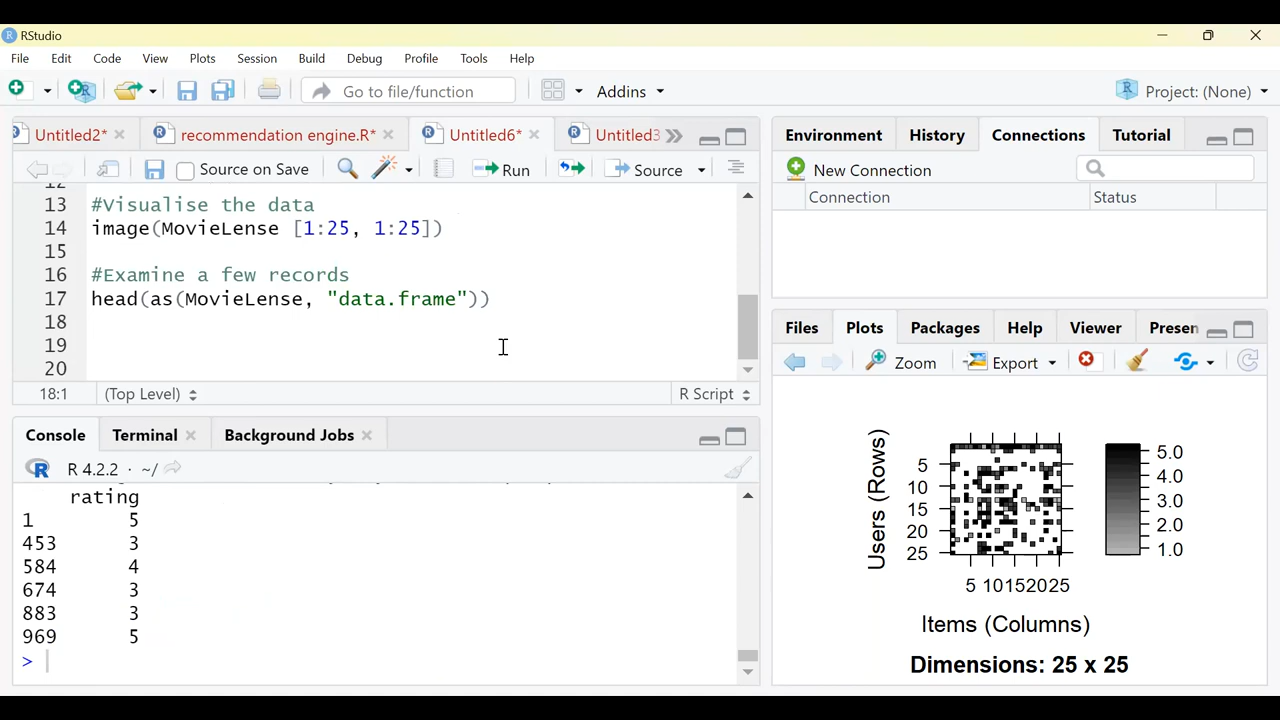 RStudio
File Edit Code View Plots Session Build Debug Profile Tools Help
Go to file/function Addins Project: (None)
Untitled2* recommendation engine.R* Untitled6* Untitled3
Source on Save Run Source
13 #Visualise the data
14 image(MovieLense [1:25, 1:25])
15
16 #Examine a few records
17 head(as(MovieLense, "data.frame"))
18
19
20
18:1 (Top Level) R Script
Console Terminal Background Jobs
R 4.2.2 · ~/
rating
1 5
453 3
584 4
674 3
883 3
969 5
>
Environment History Connections Tutorial
New Connection
Connection Status
Files Plots Packages Help Viewer Presen
Zoom Export
Users (Rows)
5
10
15
20
25
5 10 15 20 25
Items (Columns)
Dimensions: 25 x 25
5.0
4.0
3.0
2.0
1.0